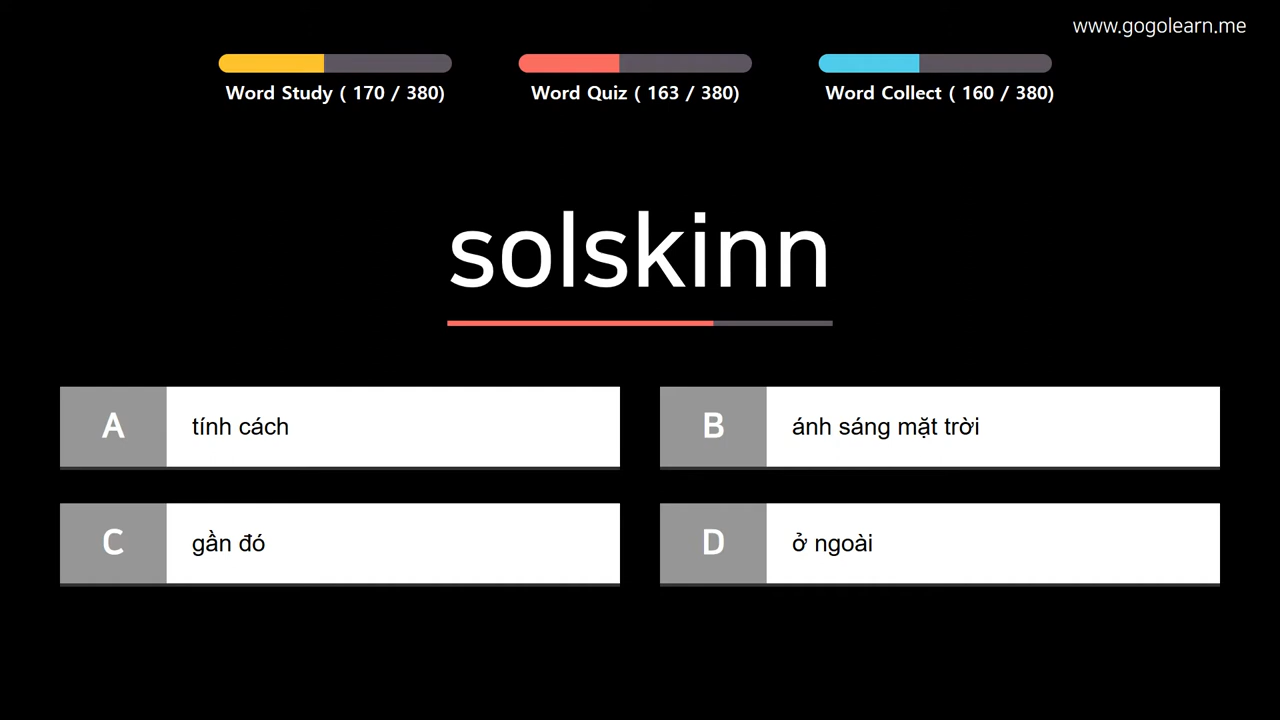 www.gogolearn.me
Word Study ( 170 / 380)
Word Quiz ( 163 / 380)
Word Collect ( 160 / 380)
solskinn
A tính cách
B ánh sáng mặt trời
C gần đó
D ở ngoài